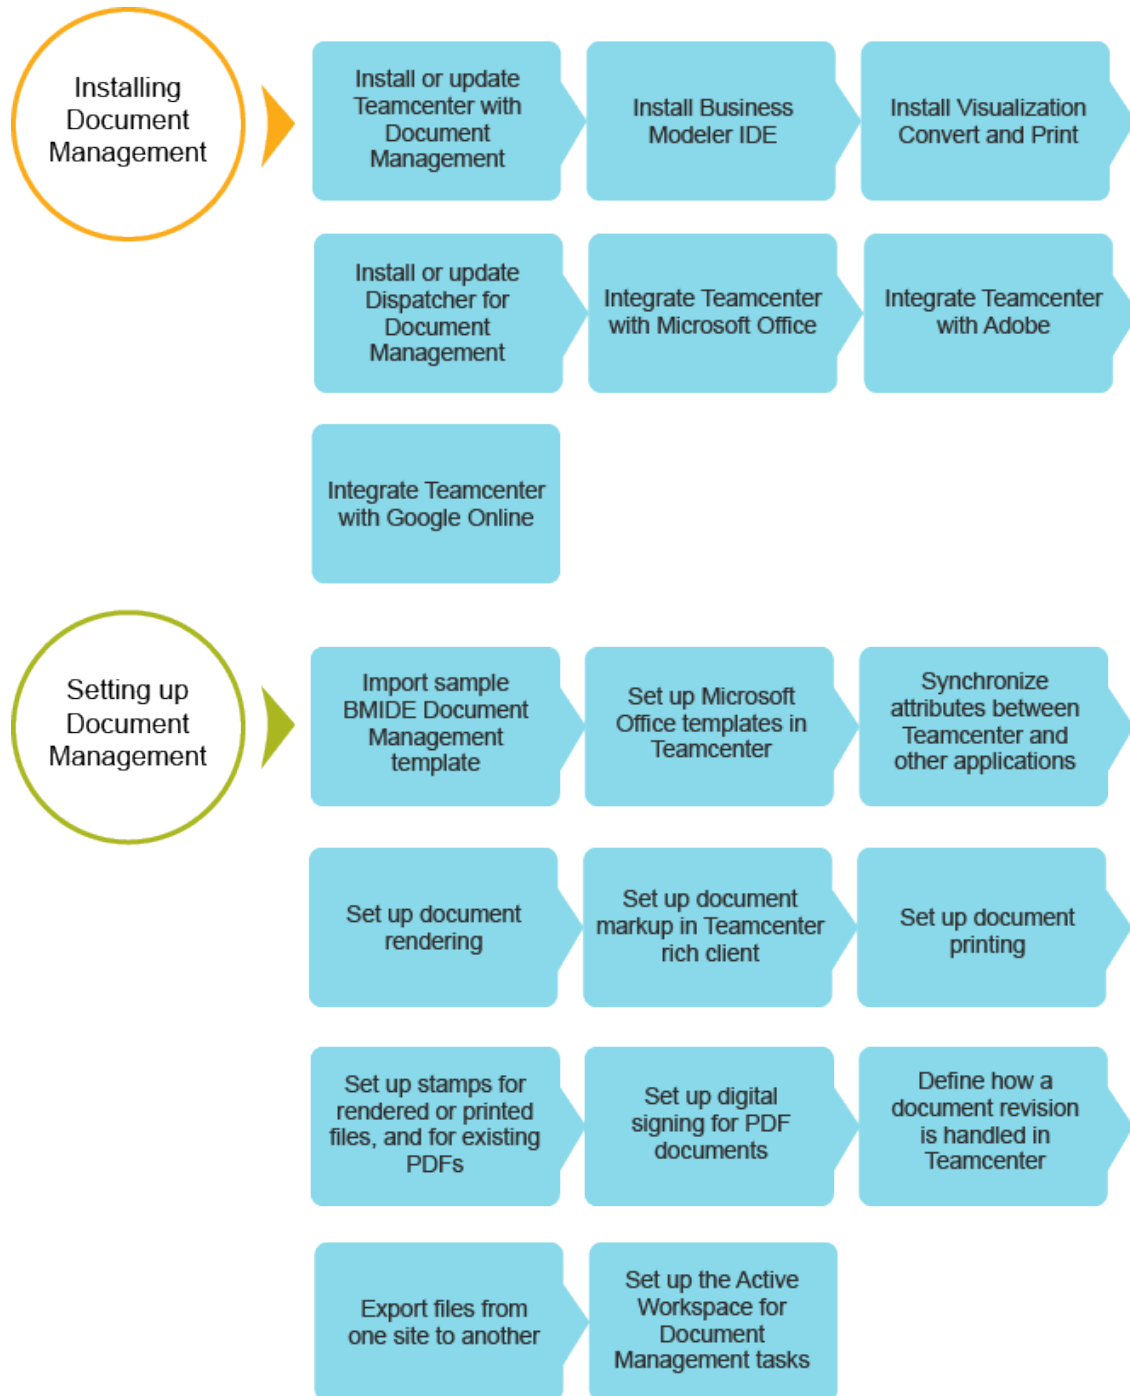 Installing
Document
Management
Install or update
Teamcenter with
Document
Management
Install Business
Modeler IDE
Install Visualization
Convert and Print
Install or update
Dispatcher for
Document
Management
Integrate Teamcenter
with Microsoft Office
Integrate Teamcenter
with Adobe
Integrate Teamcenter
with Google Online
Setting up
Document
Management
Import sample
BMIDE Document
Management
template
Set up Microsoft
Office templates in
Teamcenter
Synchronize
attributes between
Teamcenter and
other applications
Set up document
rendering
Set up document
markup in Teamcenter
rich client
Set up document
printing
Set up stamps for
rendered or printed
files, and for existing
PDFs
Set up digital
signing for PDF
documents
Define how a
document revision
is handled in
Teamcenter
Export files from
one site to another
Set up the Active
Workspace for
Document
Management tasks